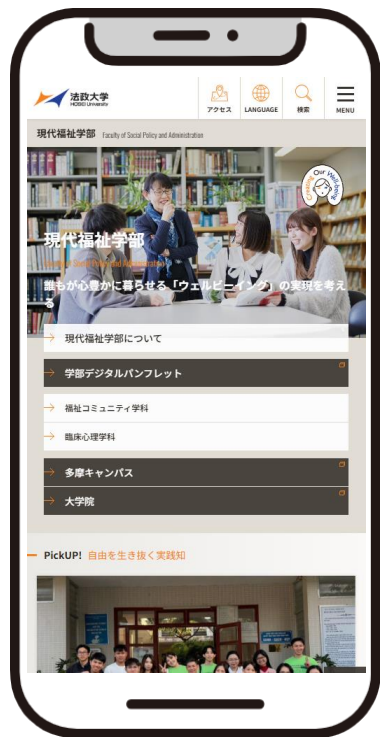 法政大学
HOSEI University
アクセス
LANGUAGE
検索
MENU
現代福祉学部 Faculty of Social Policy and Administration
Creating Our Well-being
現代福祉学部
Faculty of Social Policy and Administration
誰もが心豊かに暮らせる「ウェルビーイング」の実現を考え
る
現代福祉学部について
学部デジタルパンフレット
福祉コミュニティ学科
臨床心理学科
多摩キャンパス
大学院
PickUP! 自由を生き抜く実践知